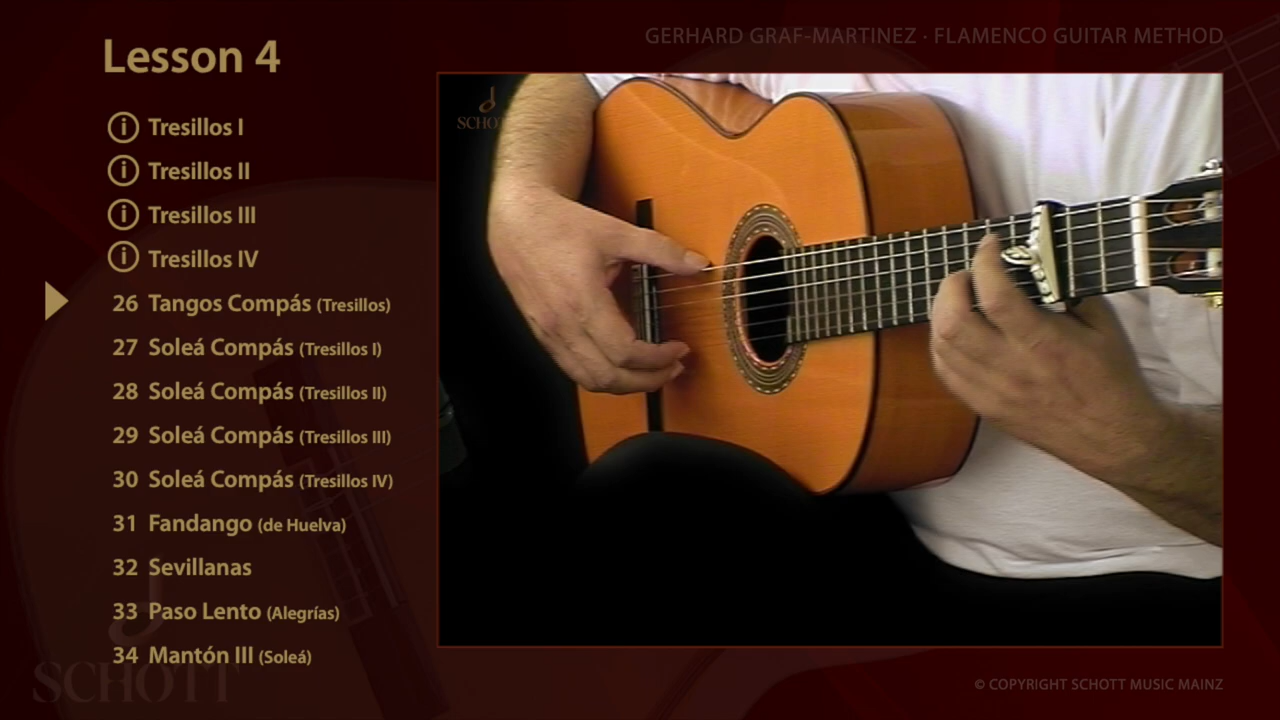 Lesson 4
GERHARD GRAF-MARTINEZ · FLAMENCO GUITAR METHOD
SCHOTT
i Tresillos I
i Tresillos II
i Tresillos III
i Tresillos IV
26 Tangos Compás (Tresillos)
27 Soleá Compás (Tresillos I)
28 Soleá Compás (Tresillos II)
29 Soleá Compás (Tresillos III)
30 Soleá Compás (Tresillos IV)
31 Fandango (de Huelva)
32 Sevillanas
33 Paso Lento (Alegrías)
34 Mantón III (Soleá)
SCHOTT
© COPYRIGHT SCHOTT MUSIC MAINZ